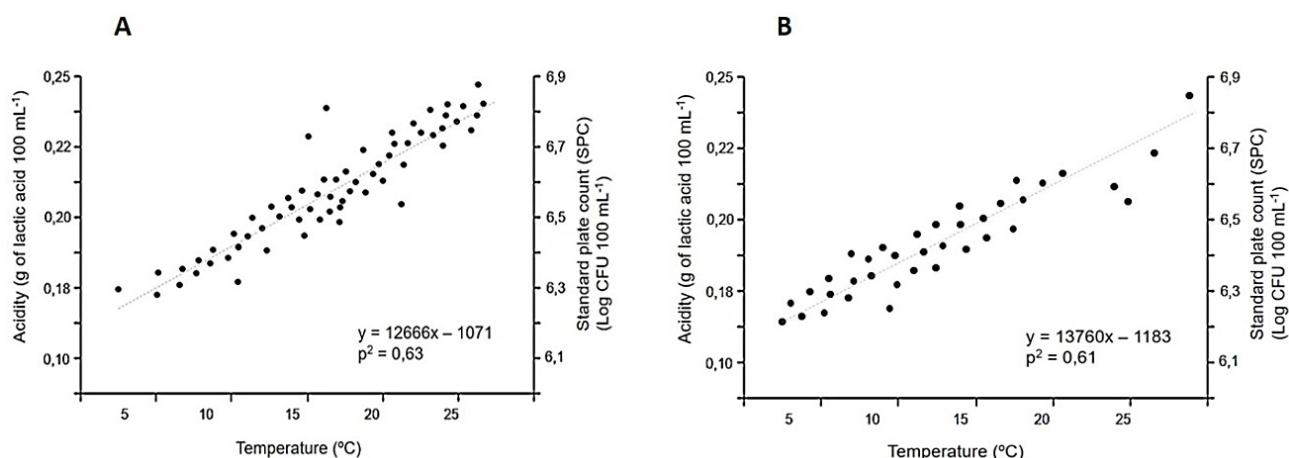 A
Acidity (g of lactic acid 100 mL-1)
0,25
0,22
0,20
0,18
0,10
6,9
6,7
6,5
6,3
6,1
Standard plate count (SPC)
(Log CFU 100 mL-1)
y = 12666x – 1071
p² = 0,63
5 10 15 20 25
Temperature (ºC)
B
Acidity (g of lactic acid 100 mL-1)
0,25
0,22
0,20
0,18
0,10
6,9
6,7
6,5
6,3
6,1
Standard plate count (SPC)
(Log CFU 100 mL-1)
y = 13760x – 1183
p² = 0,61
5 10 15 20 25
Temperature (ºC)